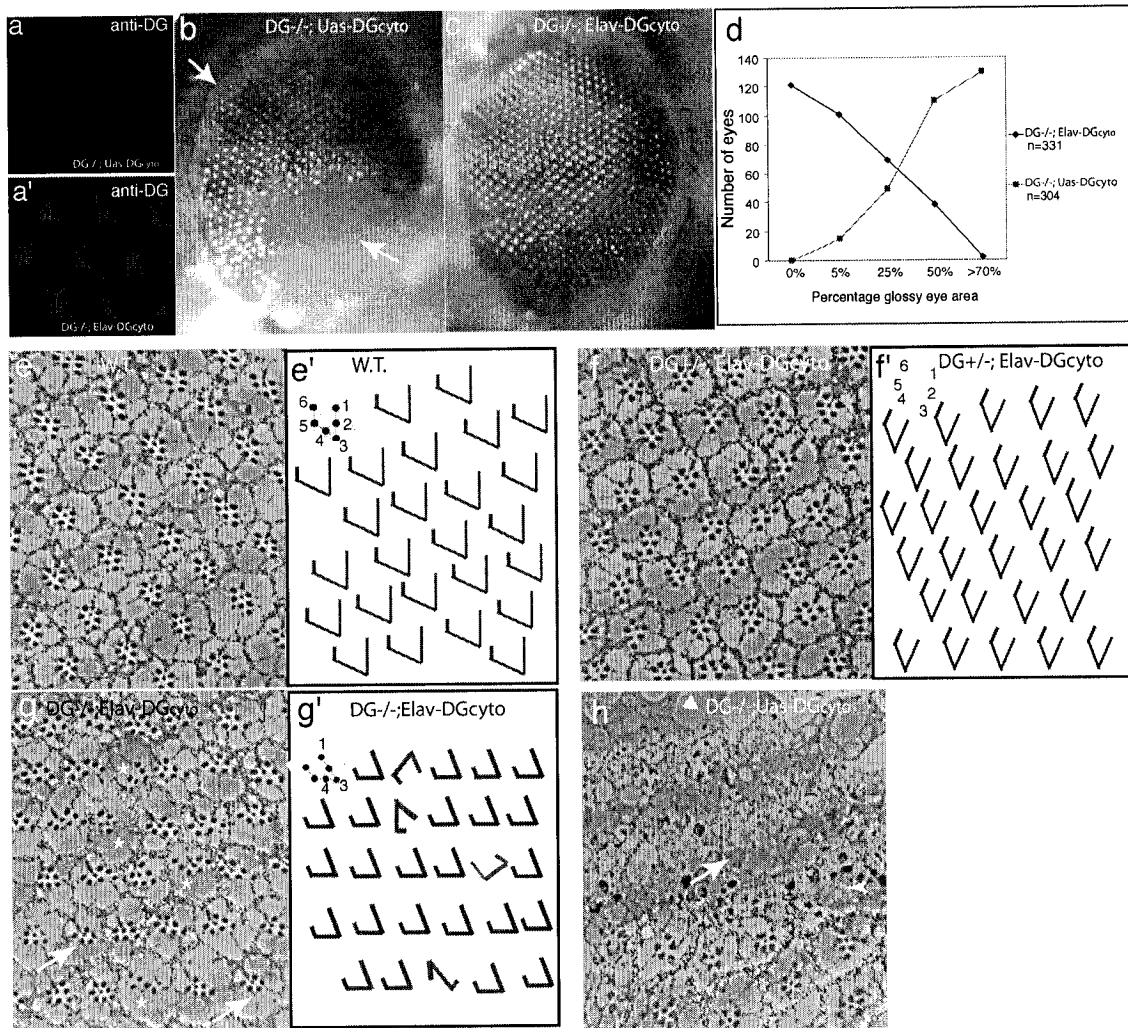 a
anti-DG
DG-/-; Uas-DGcyto
a'
anti-DG
DG-/-; Elav-DGcyto
b
DG-/-; Uas-DGcyto
c
DG-/-; Elav-DGcyto
d
Number of eyes
140
120
100
80
60
40
20
0
0% 5% 25% 50% >70%
Percentage glossy eye area
DG-/-; Elav-DGcyto
n=331
DG-/-; Uas-DGcyto
n=304
e
e'
W.T.
6 1
5 2
4 3
f
f'
DG+/-; Elav-DGcyto
6 1
5 2
4 3
g
DG-/-; Elav-DGcyto
g'
DG-/-;Elav-DGcyto
1
4 3
h
DG-/-; Uas-DGcyto